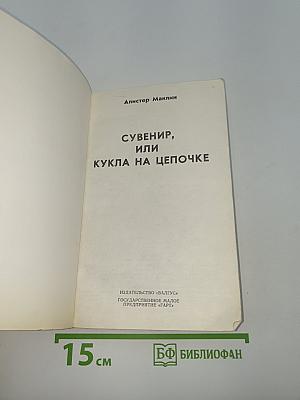 Алистер Маклин
СУВЕНИР,
ИЛИ
КУКЛА НА ЦЕПОЧКЕ
ИЗДАТЕЛЬСТВО «ВАЛТУС»
ГОСУДАРСТВЕННОЕ МАЛОЕ
ПРЕДПРИЯТИЕ «ГАРТ»
15 см
БФ БИБЛИОФАН